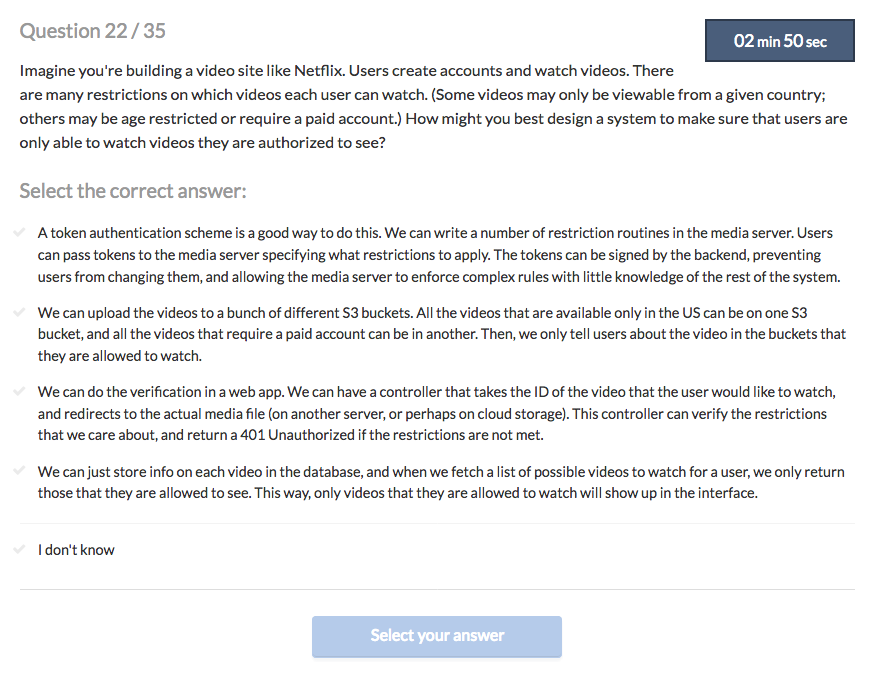 Question 22 / 35
02 min 50 sec
Imagine you're building a video site like Netflix. Users create accounts and watch videos. There
are many restrictions on which videos each user can watch. (Some videos may only be viewable from a given country;
others may be age restricted or require a paid account.) How might you best design a system to make sure that users are
only able to watch videos they are authorized to see?
Select the correct answer:
A token authentication scheme is a good way to do this. We can write a number of restriction routines in the media server. Users
can pass tokens to the media server specifying what restrictions to apply. The tokens can be signed by the backend, preventing
users from changing them, and allowing the media server to enforce complex rules with little knowledge of the rest of the system.
We can upload the videos to a bunch of different S3 buckets. All the videos that are available only in the US can be on one S3
bucket, and all the videos that require a paid account can be in another. Then, we only tell users about the video in the buckets that
they are allowed to watch.
We can do the verification in a web app. We can have a controller that takes the ID of the video that the user would like to watch,
and redirects to the actual media file (on another server, or perhaps on cloud storage). This controller can verify the restrictions
that we care about, and return a 401 Unauthorized if the restrictions are not met.
We can just store info on each video in the database, and when we fetch a list of possible videos to watch for a user, we only return
those that they are allowed to see. This way, only videos that they are allowed to watch will show up in the interface.
I don't know
Select your answer